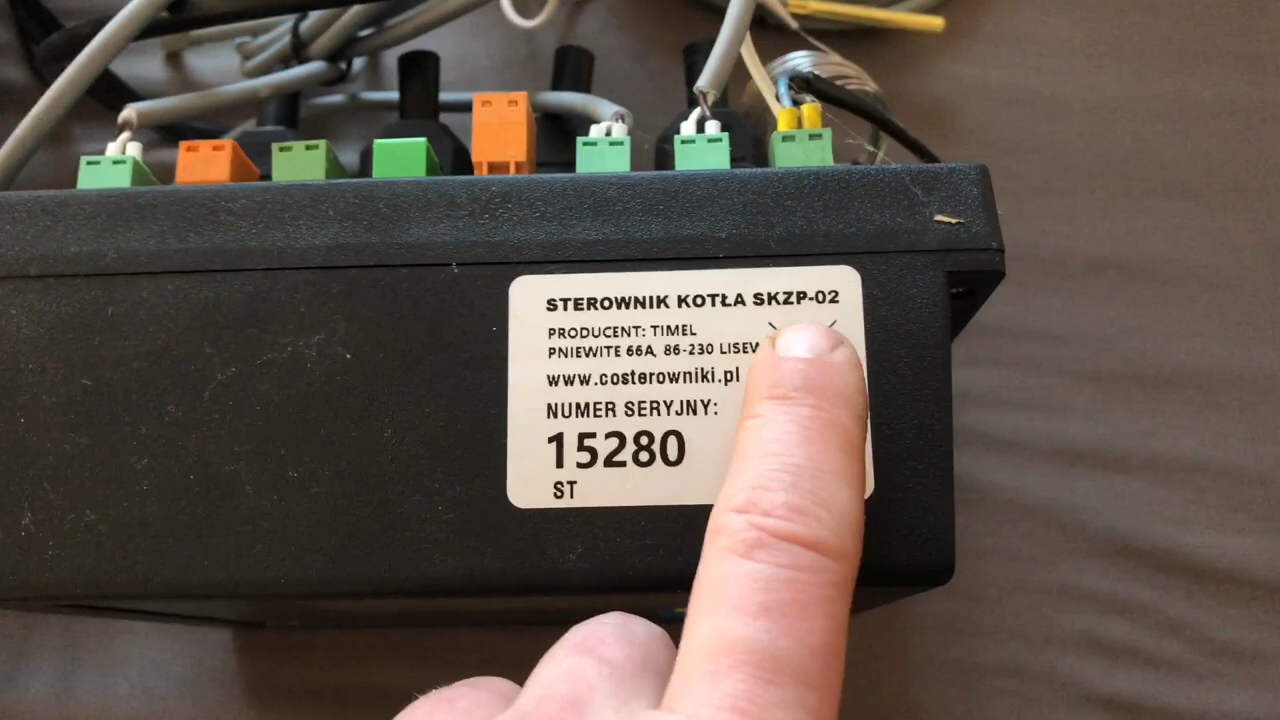 STEROWNIK KOTŁA SKZP-02
PRODUCENT: TIMEL
PNIEWITE 66A, 86-230
www.costerowniki.pl
NUMER SERYJNY:
15280
ST